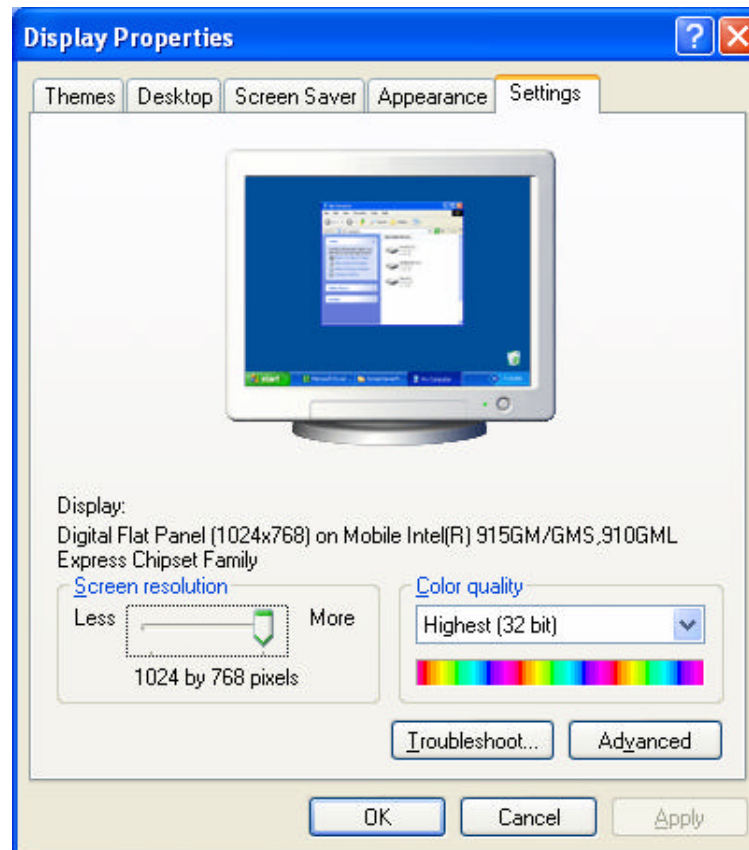 Display Properties
Themes Desktop Screen Saver Appearance Settings
start
Display:
Digital Flat Panel (1024x768) on Mobile Intel(R) 915GM/GMS,910GML
Express Chipset Family
Screen resolution
Less More
1024 by 768 pixels
Color quality
Highest (32 bit)
Troubleshoot... Advanced
OK Cancel Apply